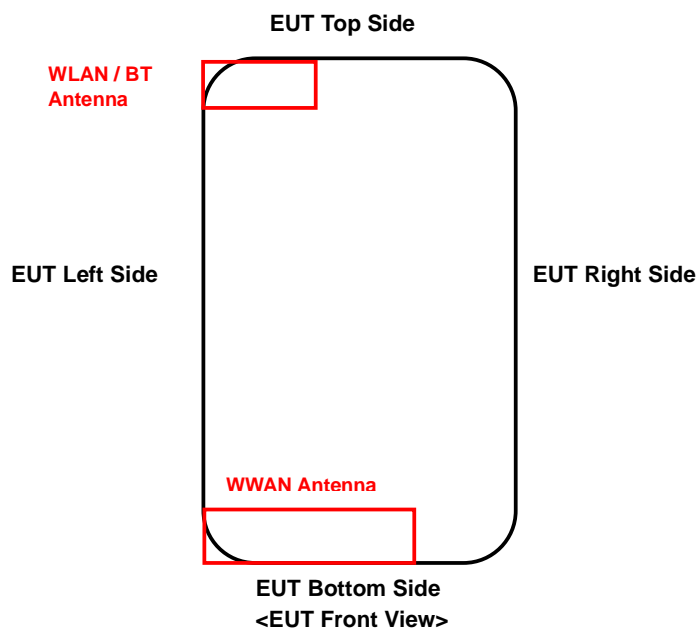 EUT Top Side
WLAN / BT
Antenna
EUT Left Side
EUT Right Side
WWAN Antenna
EUT Bottom Side
<EUT Front View>